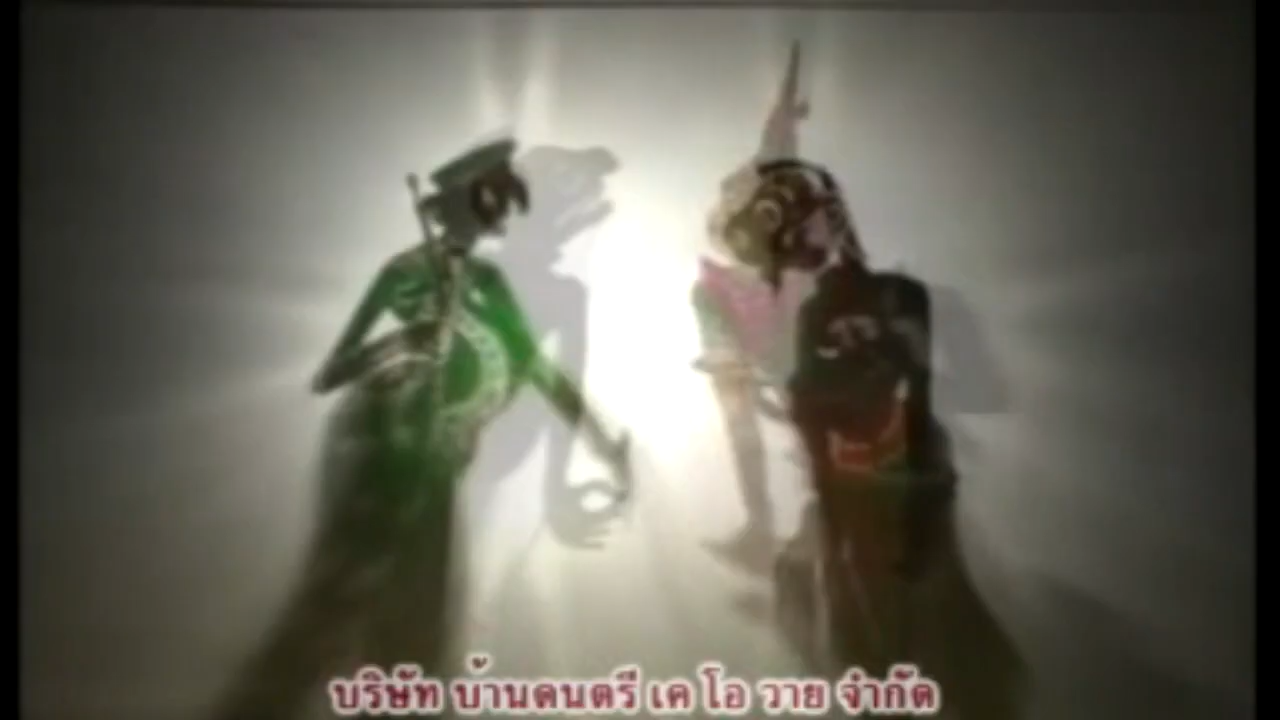 บริษัท บ้านดนตรี เค โอ วาย จำกัด